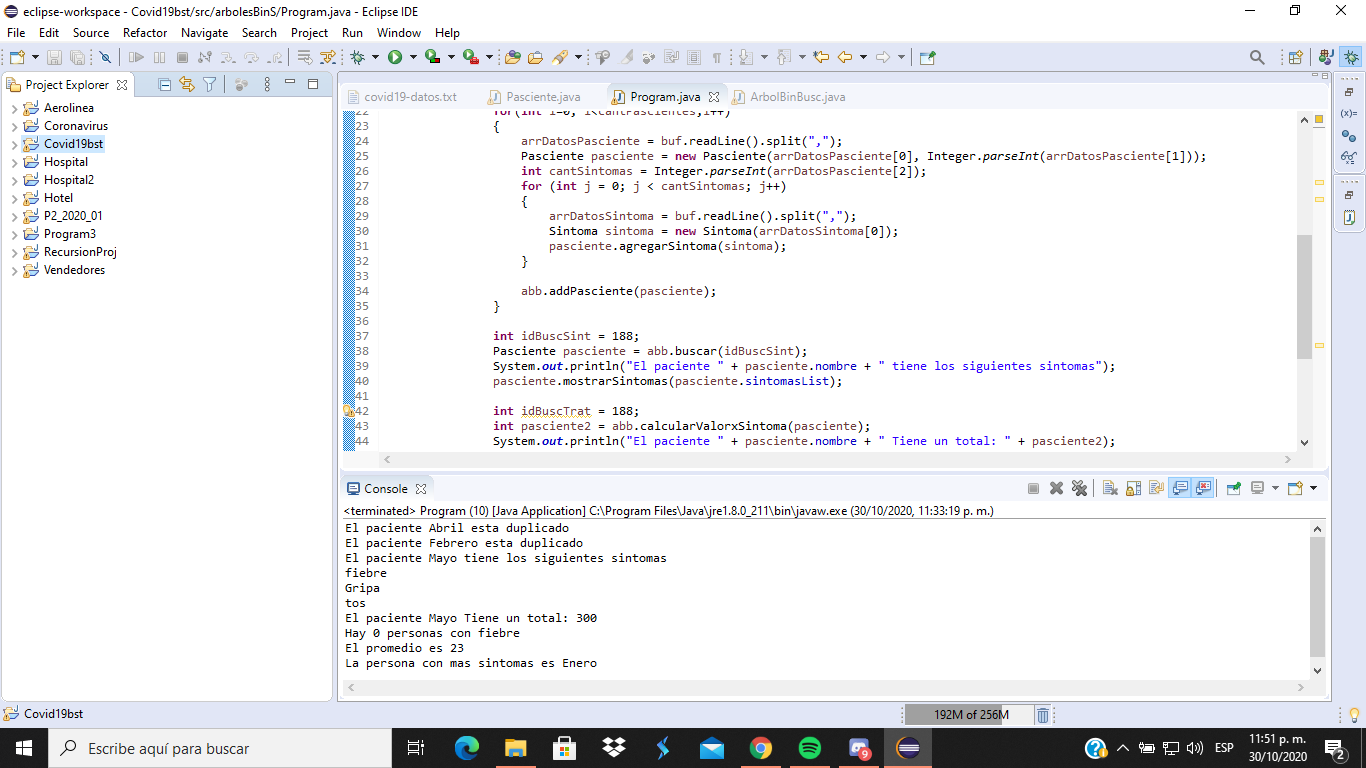 eclipse-workspace - Covid19bst/src/arbolesBinS/Program.java - Eclipse IDE
File Edit Source Refactor Navigate Search Project Run Window Help
Project Explorer
Aerolinea
Coronavirus
Covid19bst
Hospital
Hospital2
Hotel
P2_2020_01
Program3
RecursionProj
Vendedores
covid19-datos.txt Pasciente.java Program.java ArbolBinBusc.java
22 for(int i=0; i<cantPascientes;i++)
23 {
24 arrDatosPasciente = buf.readLine().split(",");
25 Pasciente pasciente = new Pasciente(arrDatosPasciente[0], Integer.parseInt(arrDatosPasciente[1]));
26 int cantSintomas = Integer.parseInt(arrDatosPasciente[2]);
27 for (int j = 0; j < cantSintomas; j++)
28 {
29 arrDatosSintoma = buf.readLine().split(",");
30 Sintoma sintoma = new Sintoma(arrDatosSintoma[0]);
31 pasciente.agregarSintoma(sintoma);
32 }
33
34 abb.addPasciente(pasciente);
35 }
36
37 int idBuscSint = 188;
38 Pasciente pasciente = abb.buscar(idBuscSint);
39 System.out.println("El paciente " + pasciente.nombre + " tiene los siguientes sintomas");
40 pasciente.mostrarSintomas(pasciente.sintomasList);
41
42 int idBuscTrat = 188;
43 int pasciente2 = abb.calcularValorxSintoma(pasciente);
44 System.out.println("El paciente " + pasciente.nombre + " Tiene un total: " + pasciente2);
Console
<terminated> Program (10) [Java Application] C:\Program Files\Java\jre1.8.0_211\bin\javaw.exe (30/10/2020, 11:33:19 p. m.)
El paciente Abril esta duplicado
El paciente Febrero esta duplicado
El paciente Mayo tiene los siguientes sintomas
fiebre
Gripa
tos
El paciente Mayo Tiene un total: 300
Hay 0 personas con fiebre
El promedio es 23
La persona con mas sintomas es Enero
Covid19bst
192M of 256M
Escribe aquí para buscar
9
ESP
11:51 p. m.
30/10/2020
2